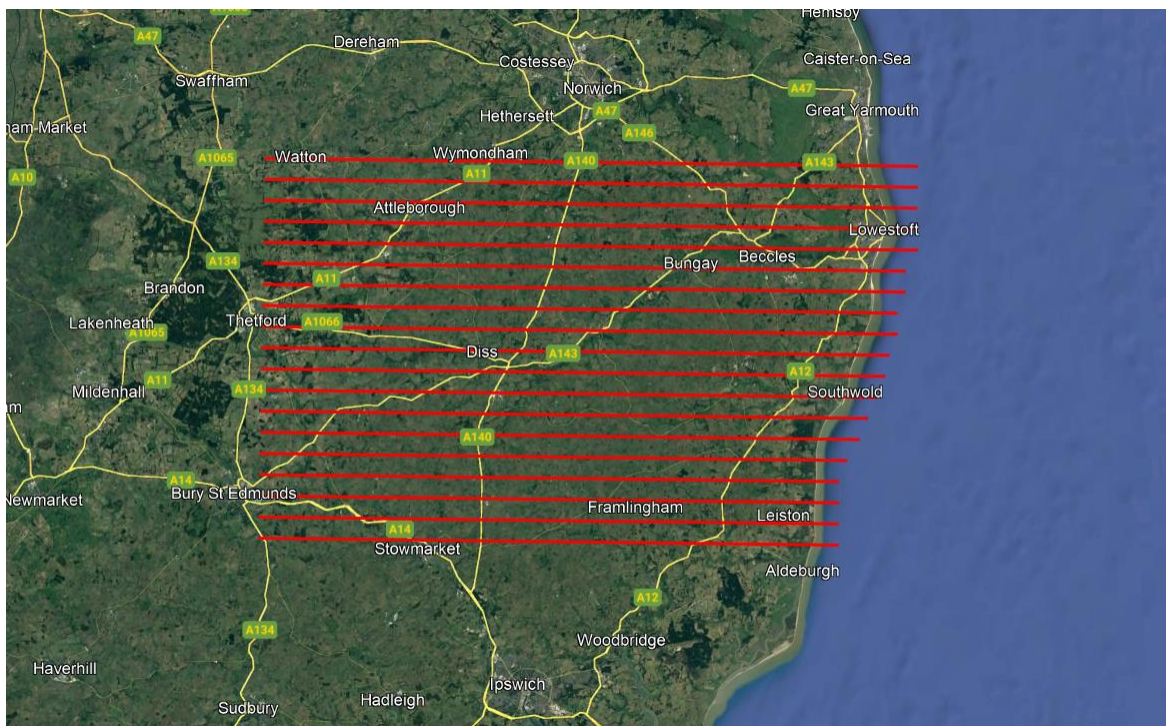 Hemsby
A47
Dereham
Caister-on-Sea
Costessey
Swaffham
Norwich
A47
Great Yarmouth
A47
Hethersett
ham Market
A146
A1065
Watton
Wymondham
A140
A143
A10
A11
Attleborough
Lowestoft
Beccles
Bungay
A134
A11
Brandon
Thetford
A1066
Lakenheath
A1065
Diss
A143
A12
Mildenhall
A11
A134
Southwold
am
A140
A14
Bury St Edmunds
Newmarket
Framlingham
Leiston
A14
Stowmarket
Aldeburgh
A12
A134
Woodbridge
Haverhill
Ipswich
Hadleigh
Sudbury